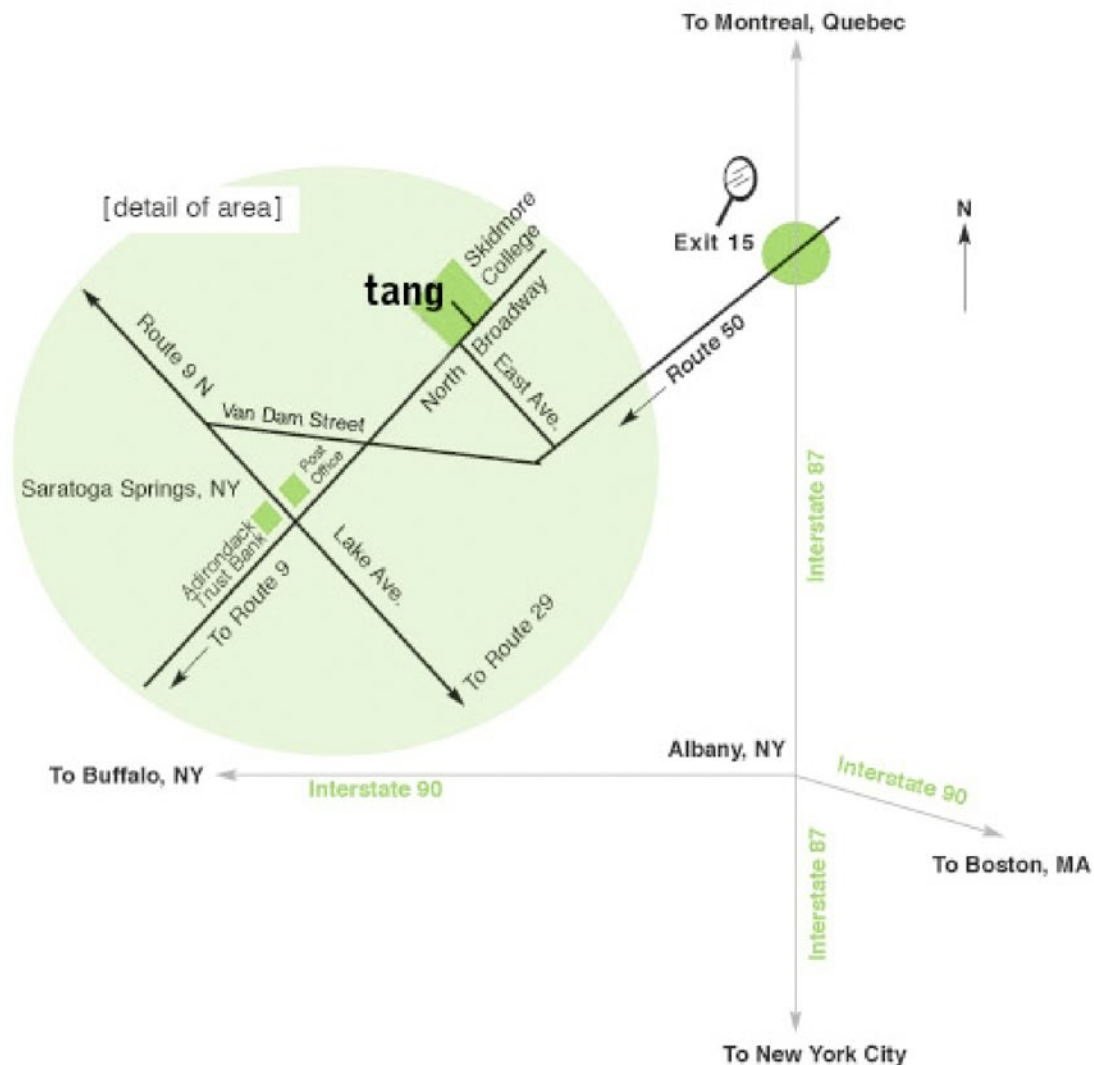 To Montreal, Quebec
[detail of area]
Exit 15
N
Skidmore
College
tang
North
Broadway
East Ave.
Route 50
Route 9 N
Van Dam Street
Post
Office
Saratoga Springs, NY
Adirondack
Trust Bank
Lake Ave.
To Route 9
To Route 29
Interstate 87
Albany, NY
To Buffalo, NY
Interstate 90
Interstate 90
To Boston, MA
Interstate 87
To New York City